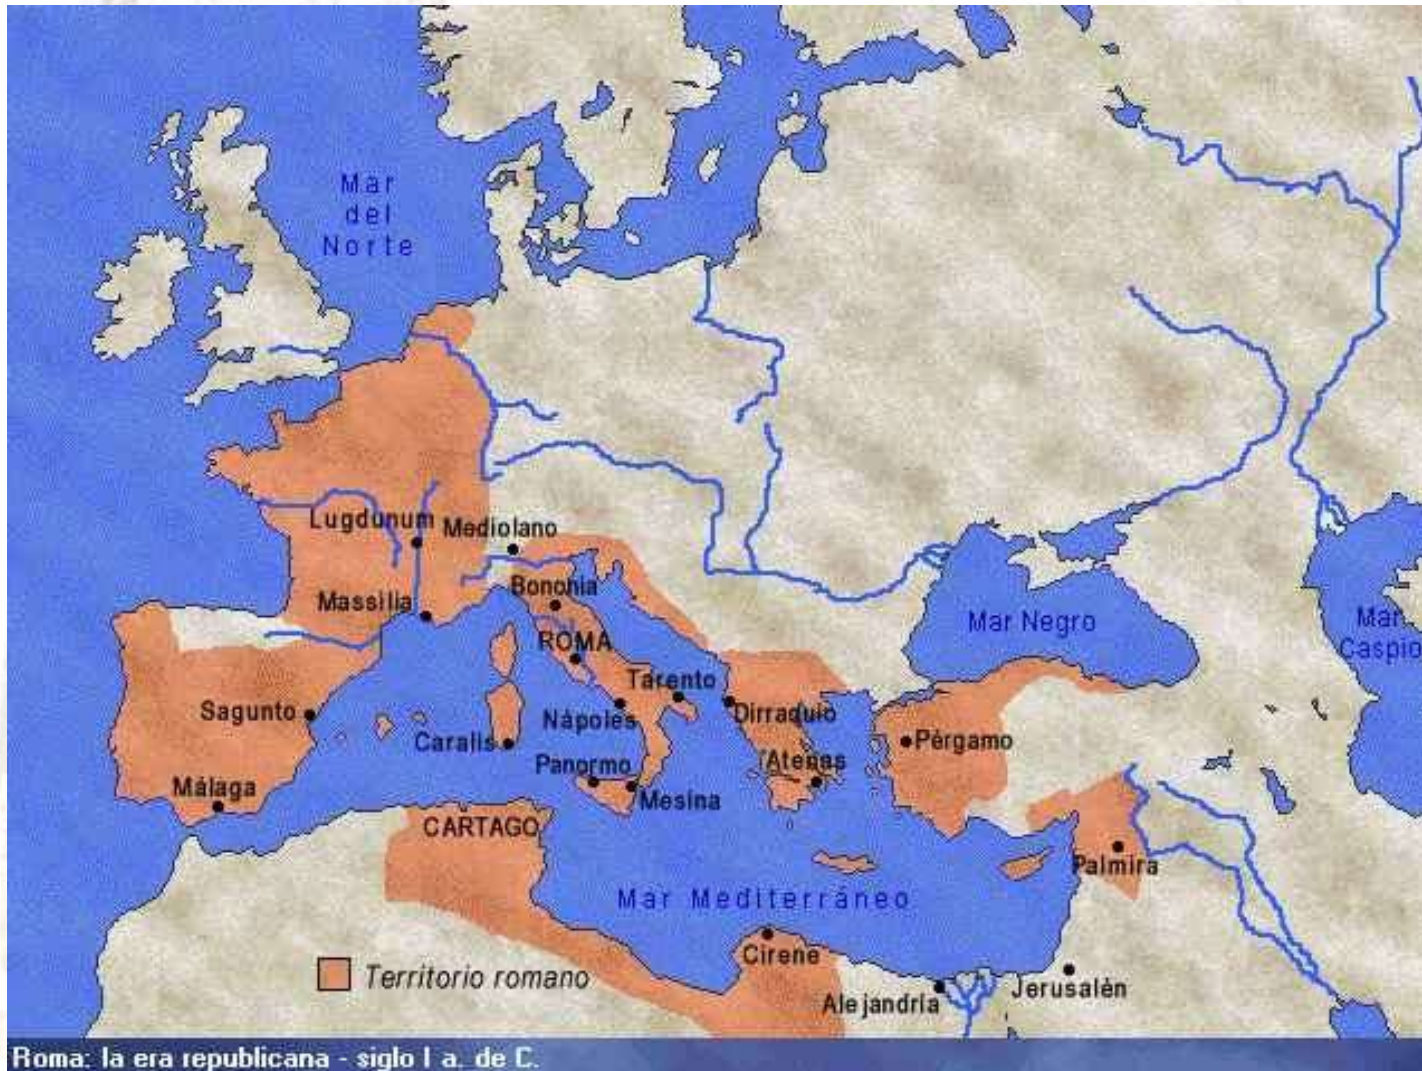 Mar
del
Norte
Lugdunum
Mediolano
Bononia
Massilia
ROMA
Mar Negro
Mar
Caspio
Tarento
Sagunto
Nápoles
Dirraquio
Caralis
Pérgamo
Panormo
Atenas
Málaga
Mesina
CARTAGO
Palmira
Mar Mediterráneo
Cirene
Territorio romano
Alejandría
Jerusalén
Roma: la era republicana - siglo I a. de C.